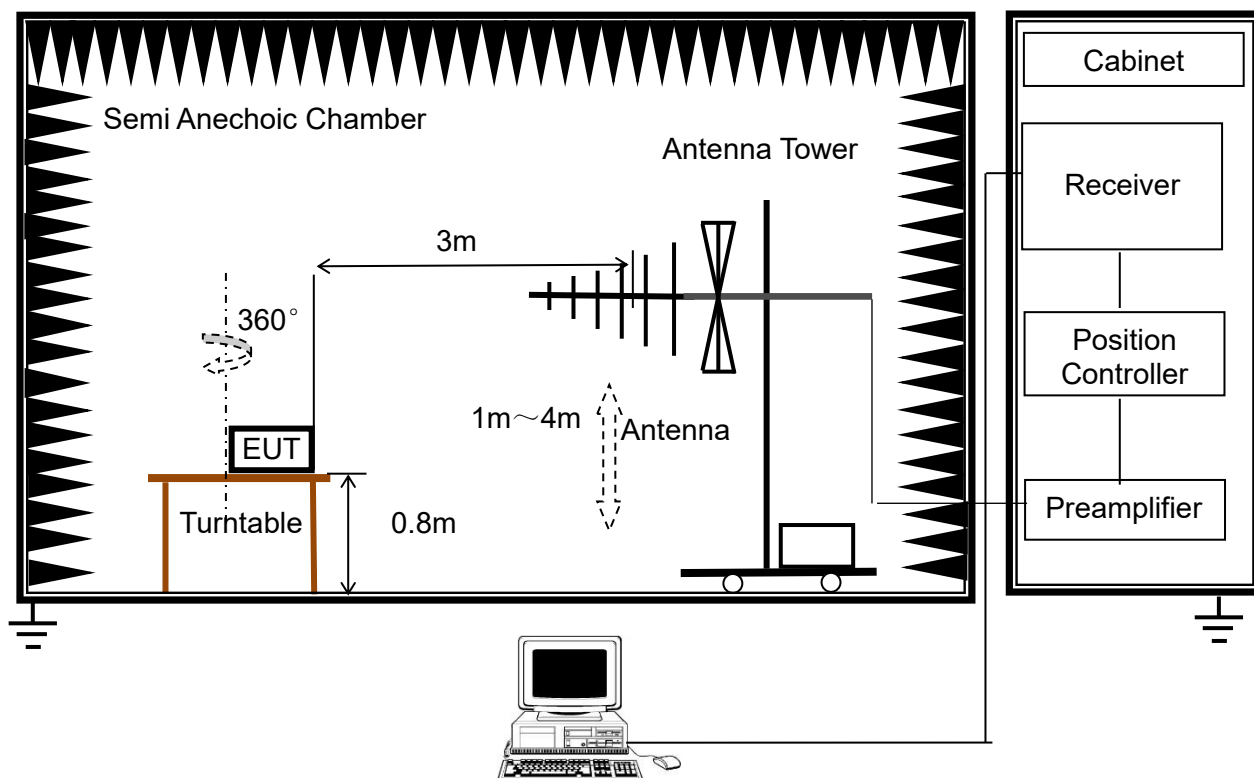 Cabinet
Semi Anechoic Chamber
Antenna Tower
Receiver
3m
360°
Position
Controller
1m～4m
Antenna
EUT
Turntable
0.8m
Preamplifier